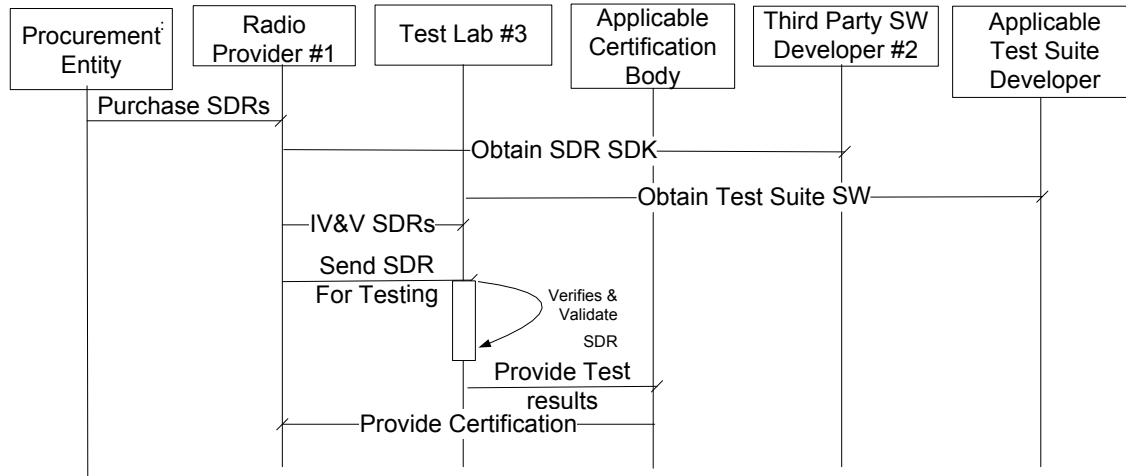 Procurement
Entity
Radio
Provider #1
Test Lab #3
Applicable
Certification
Body
Third Party SW
Developer #2
Applicable
Test Suite
Developer
Purchase SDRs
Obtain SDR SDK
Obtain Test Suite SW
IV&V SDRs
Send SDR
For Testing
Verifies &
Validate
SDR
Provide Test
results
Provide Certification